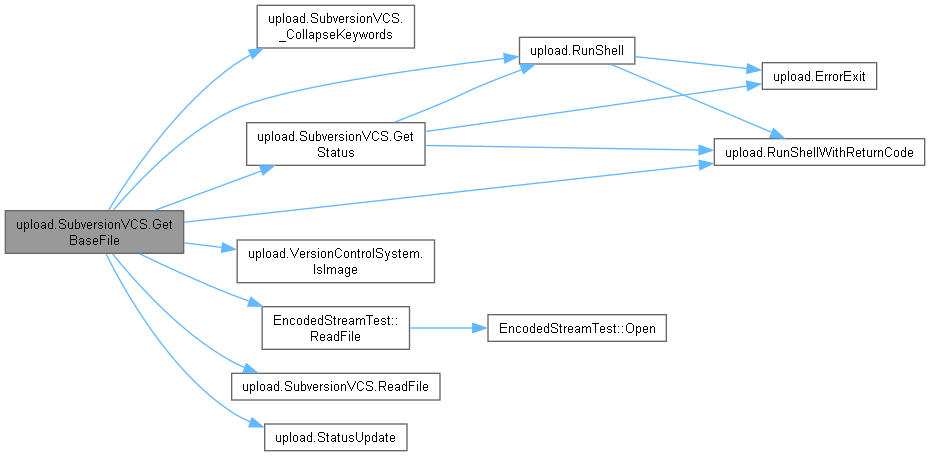 upload.SubversionVCS.
_CollapseKeywords
upload.RunShell
upload.ErrorExit
upload.SubversionVCS.Get
Status
upload.RunShellWithReturnCode
upload.SubversionVCS.Get
BaseFile
upload.VersionControlSystem.
IsImage
EncodedStreamTest::
ReadFile
EncodedStreamTest::Open
upload.SubversionVCS.ReadFile
upload.StatusUpdate